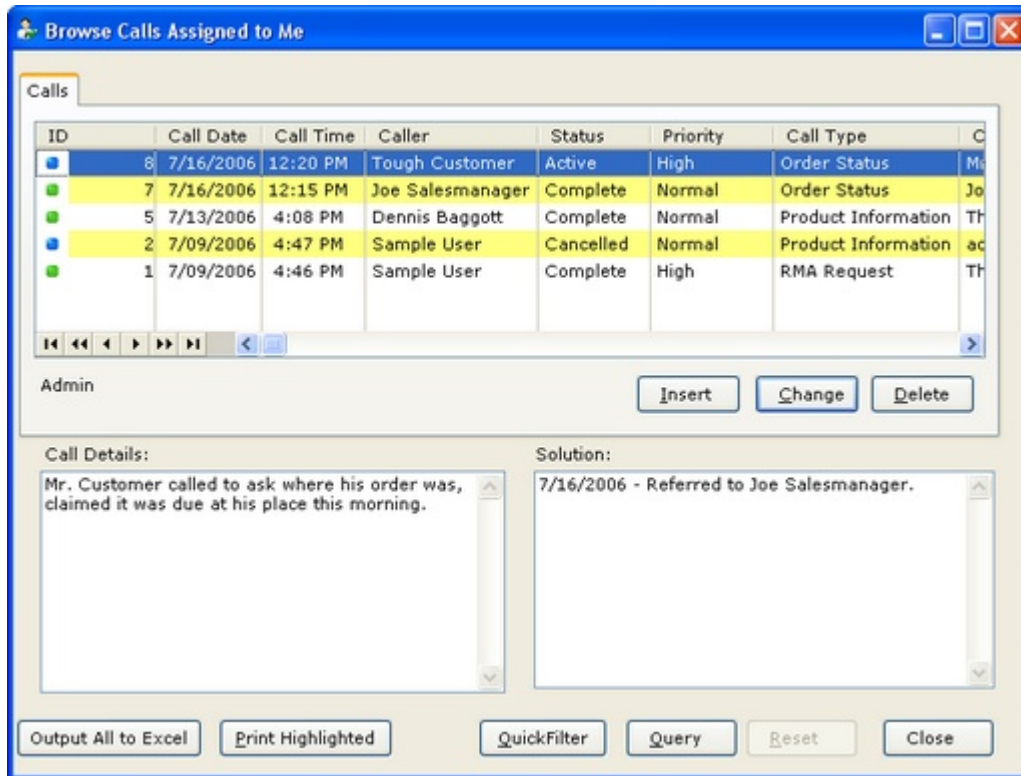 Browse Calls Assigned to Me
Calls
ID Call Date Call Time Caller Status Priority Call Type C
8 7/16/2006 12:20 PM Tough Customer Active High Order Status
7 7/16/2006 12:15 PM Joe Salesmanager Complete Normal Order Status Jo
5 7/13/2006 4:08 PM Dennis Baggott Complete Normal Product Information Th
2 7/09/2006 4:47 PM Sample User Cancelled Normal Product Information ac
1 7/09/2006 4:46 PM Sample User Complete High RMA Request Th
Admin
Insert Change Delete
Call Details: Solution:
Mr. Customer called to ask where his order was, 7/16/2006 - Referred to Joe Salesmanager.
claimed it was due at his place this morning.
Output All to Excel Print Highlighted QuickFilter Query Reset Close